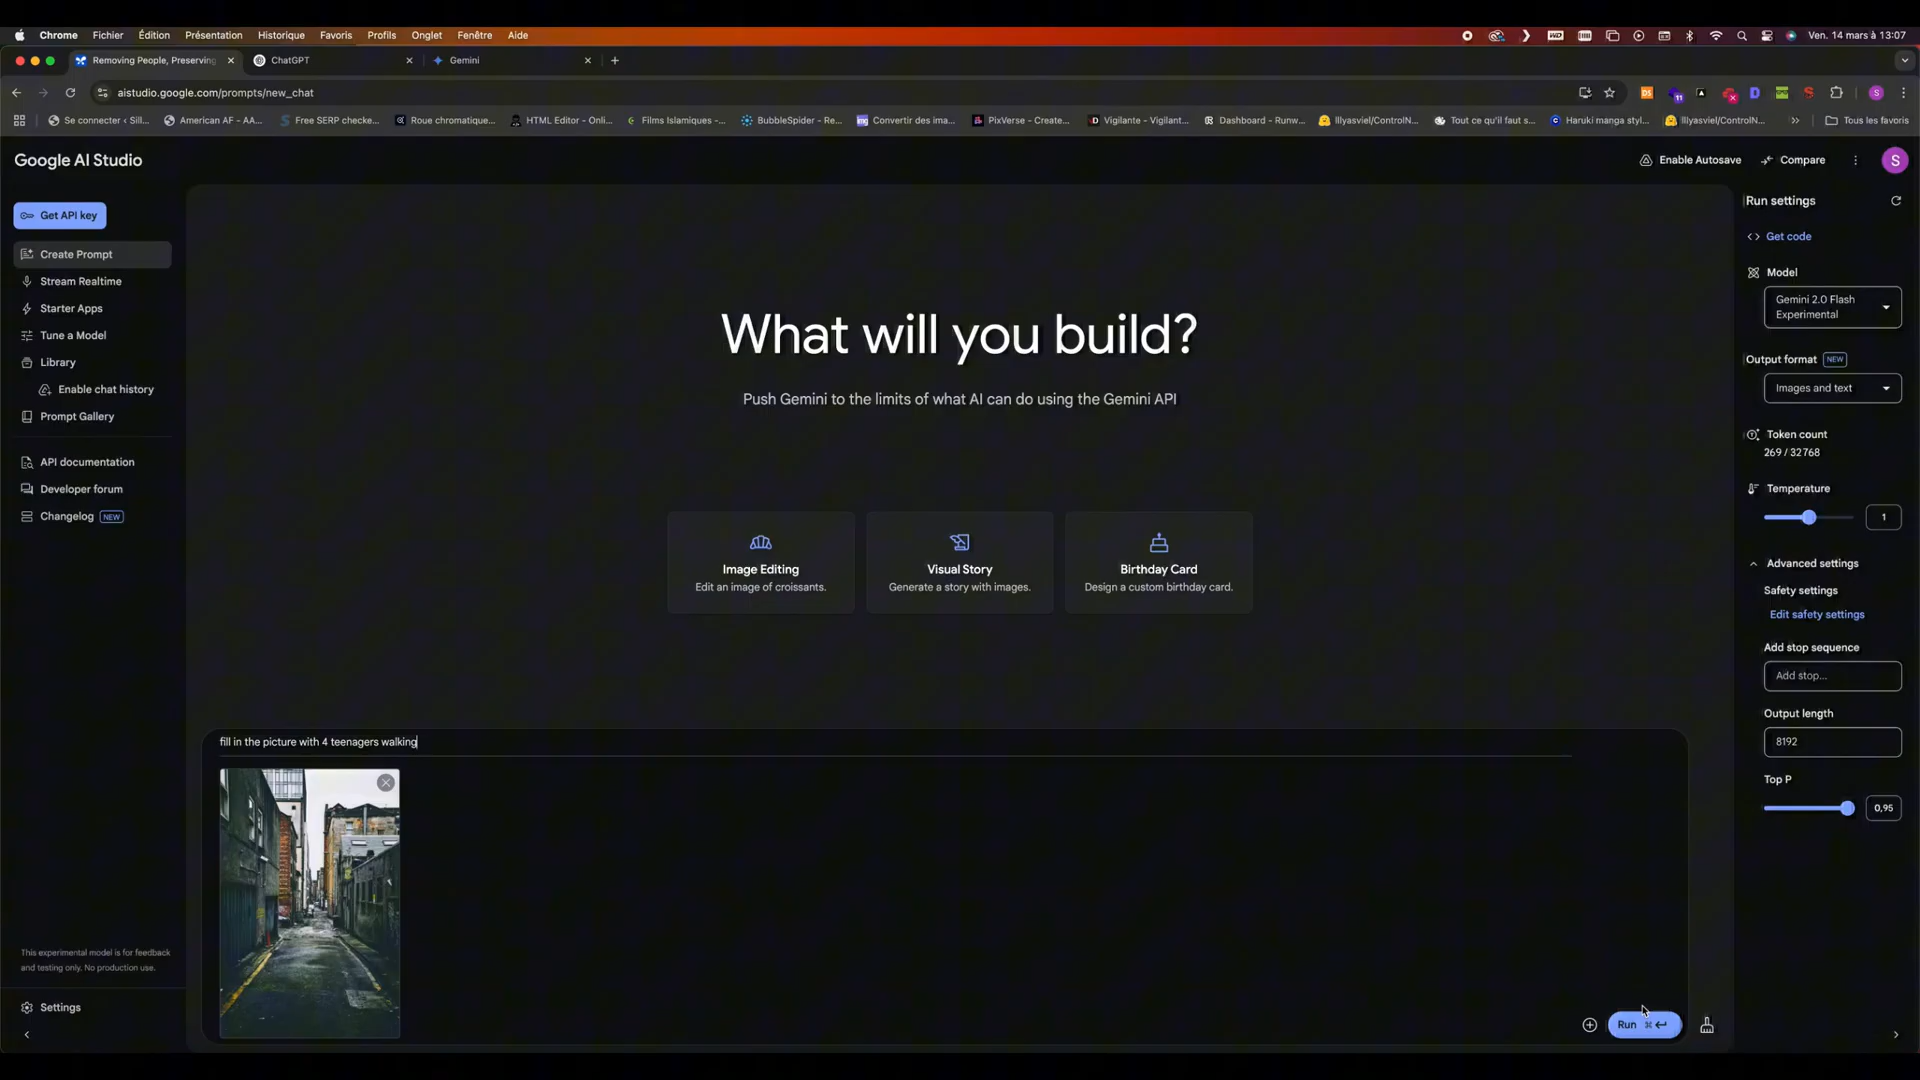 Chrome Fichier Édition Présentation Historique Favoris Profils Onglet Fenêtre Aide
Ven. 14 mars à 13:07
Removing People, Preserving
ChatGPT
Gemini
aistudio.google.com/prompts/new_chat
Se connecter ‹ Sill...
American AF - AA...
Free SERP checke...
Roue chromatique...
HTML Editor - Onli...
Films Islamiques -...
BubbleSpider - Re...
Convertir des ima...
PixVerse - Create...
Vigilante - Vigilant...
Dashboard - Runw...
Illyasviel/ControlN...
Tout ce qu'il faut s...
Haruki manga styl...
Illyasviel/ControlN...
Tous les favoris
Google AI Studio
Enable Autosave
Compare
S
Get API key
Create Prompt
Stream Realtime
Starter Apps
Tune a Model
Library
Enable chat history
Prompt Gallery
API documentation
Developer forum
Changelog NEW
This experimental model is for feedback
and testing only. No production use.
Settings
What will you build?
Push Gemini to the limits of what AI can do using the Gemini API
Image Editing
Edit an image of croissants.
Visual Story
Generate a story with images.
Birthday Card
Design a custom birthday card.
fill in the picture with 4 teenagers walking
Run ⌘
Run settings
Get code
Model
Gemini 2.0 Flash
Experimental
Output format NEW
Images and text
Token count
269 / 32 768
Temperature
1
Advanced settings
Safety settings
Edit safety settings
Add stop sequence
Add stop...
Output length
8192
Top P
0,95